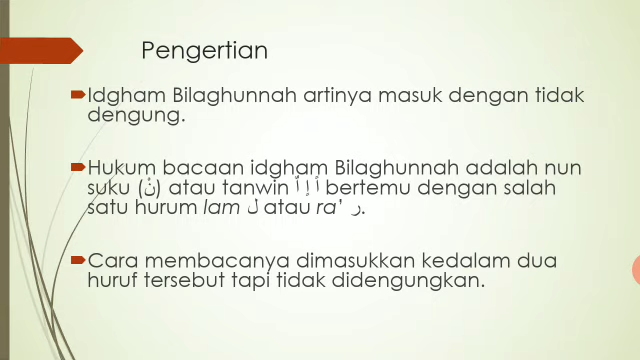 Pengertian
Idgham Bilaghunnah artinya masuk dengan tidak
dengung.
Hukum bacaan idgham Bilaghunnah adalah nun
suku (نْ) atau tanwin اً اٍ اٌ bertemu dengan salah
satu hurum lam ل atau ra' ر.
Cara membacanya dimasukkan kedalam dua
huruf tersebut tapi tidak didengungkan.